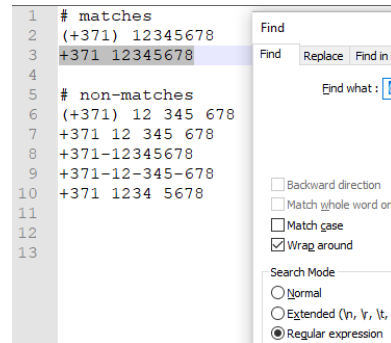 1 # matches
2 (+371) 12345678
3 +371 12345678
4
5 # non-matches
6 (+371) 12 345 678
7 +371 12 345 678
8 +371-12345678
9 +371-12-345-678
10 +371 1234 5678
11
12
13
Find
Find Replace Find in
Find what :
Backward direction
Match whole word on
Match case
Wrap around
Search Mode
Normal
Extended (\n, \r, \t,
Regular expression